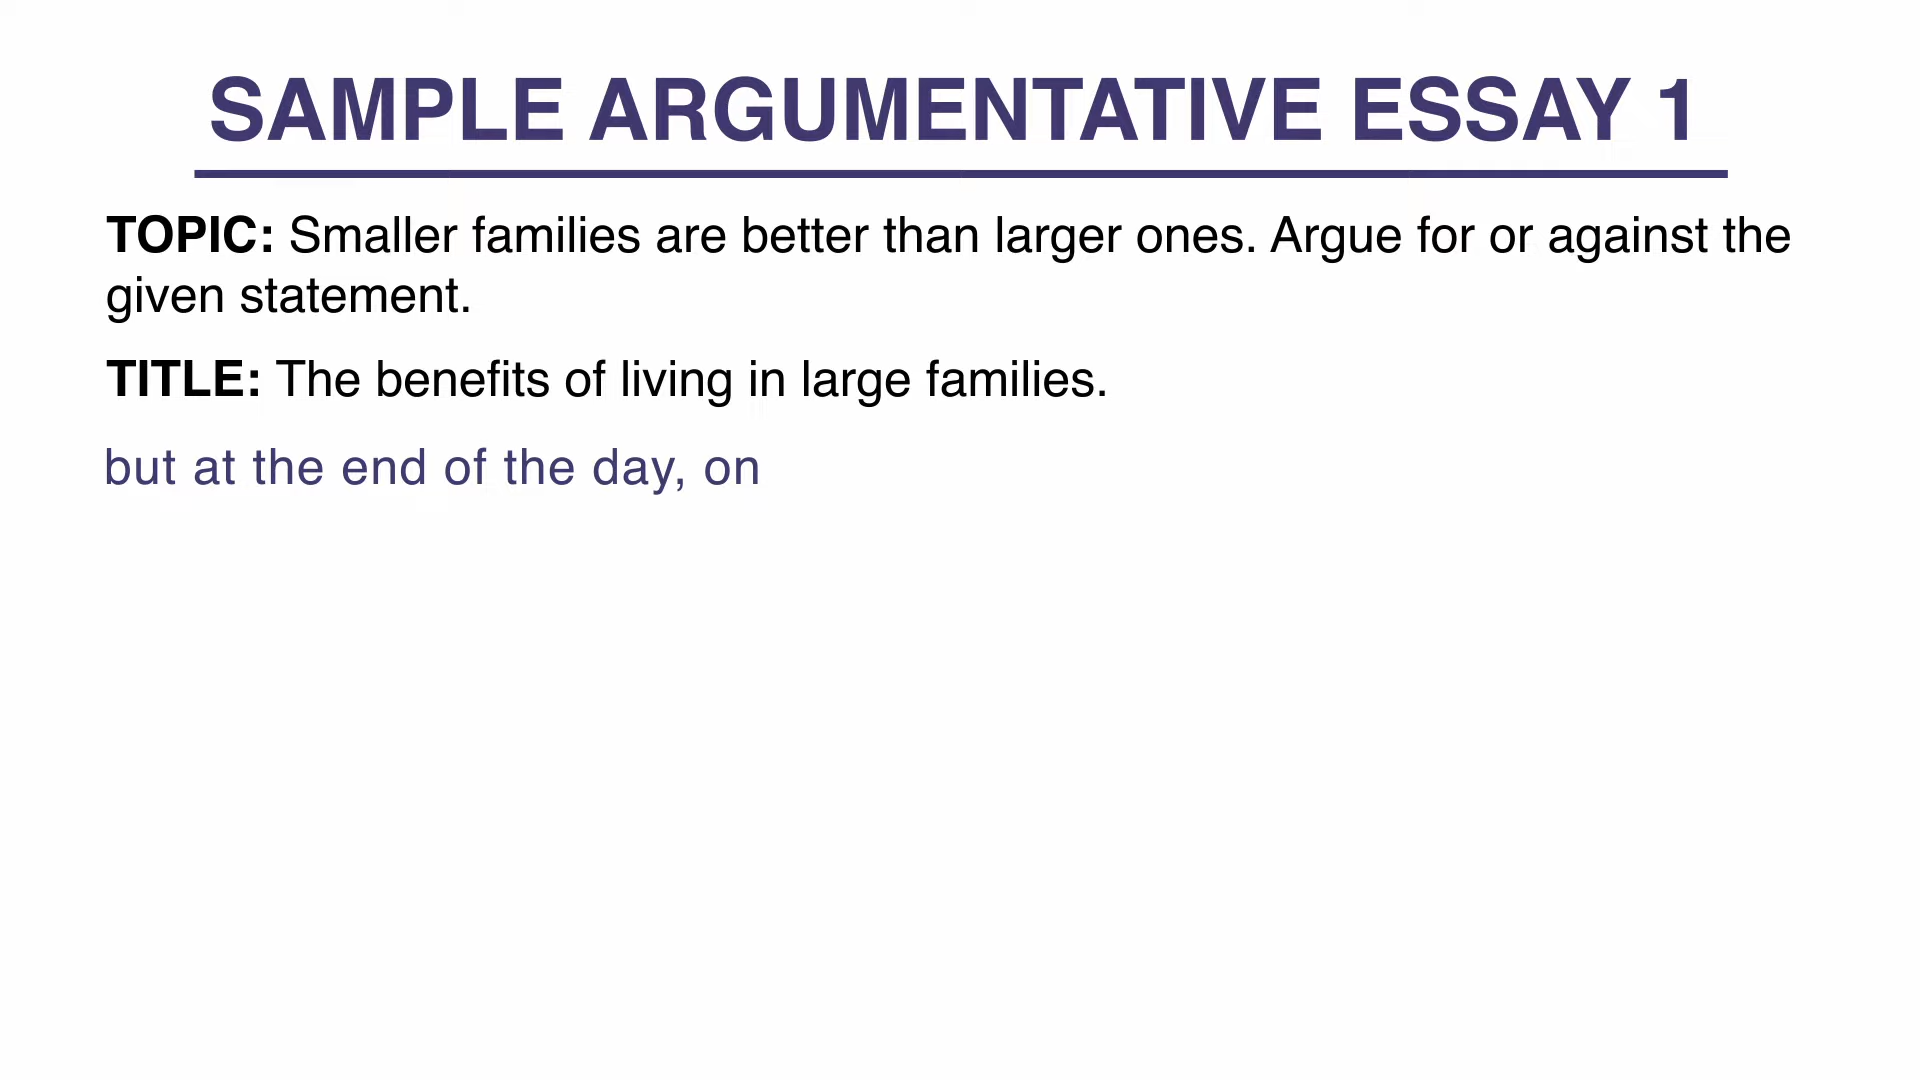 SAMPLE ARGUMENTATIVE ESSAY 1
TOPIC: Smaller families are better than larger ones. Argue for or against the
given statement.
TITLE: The benefits of living in large families.
but at the end of the day, on